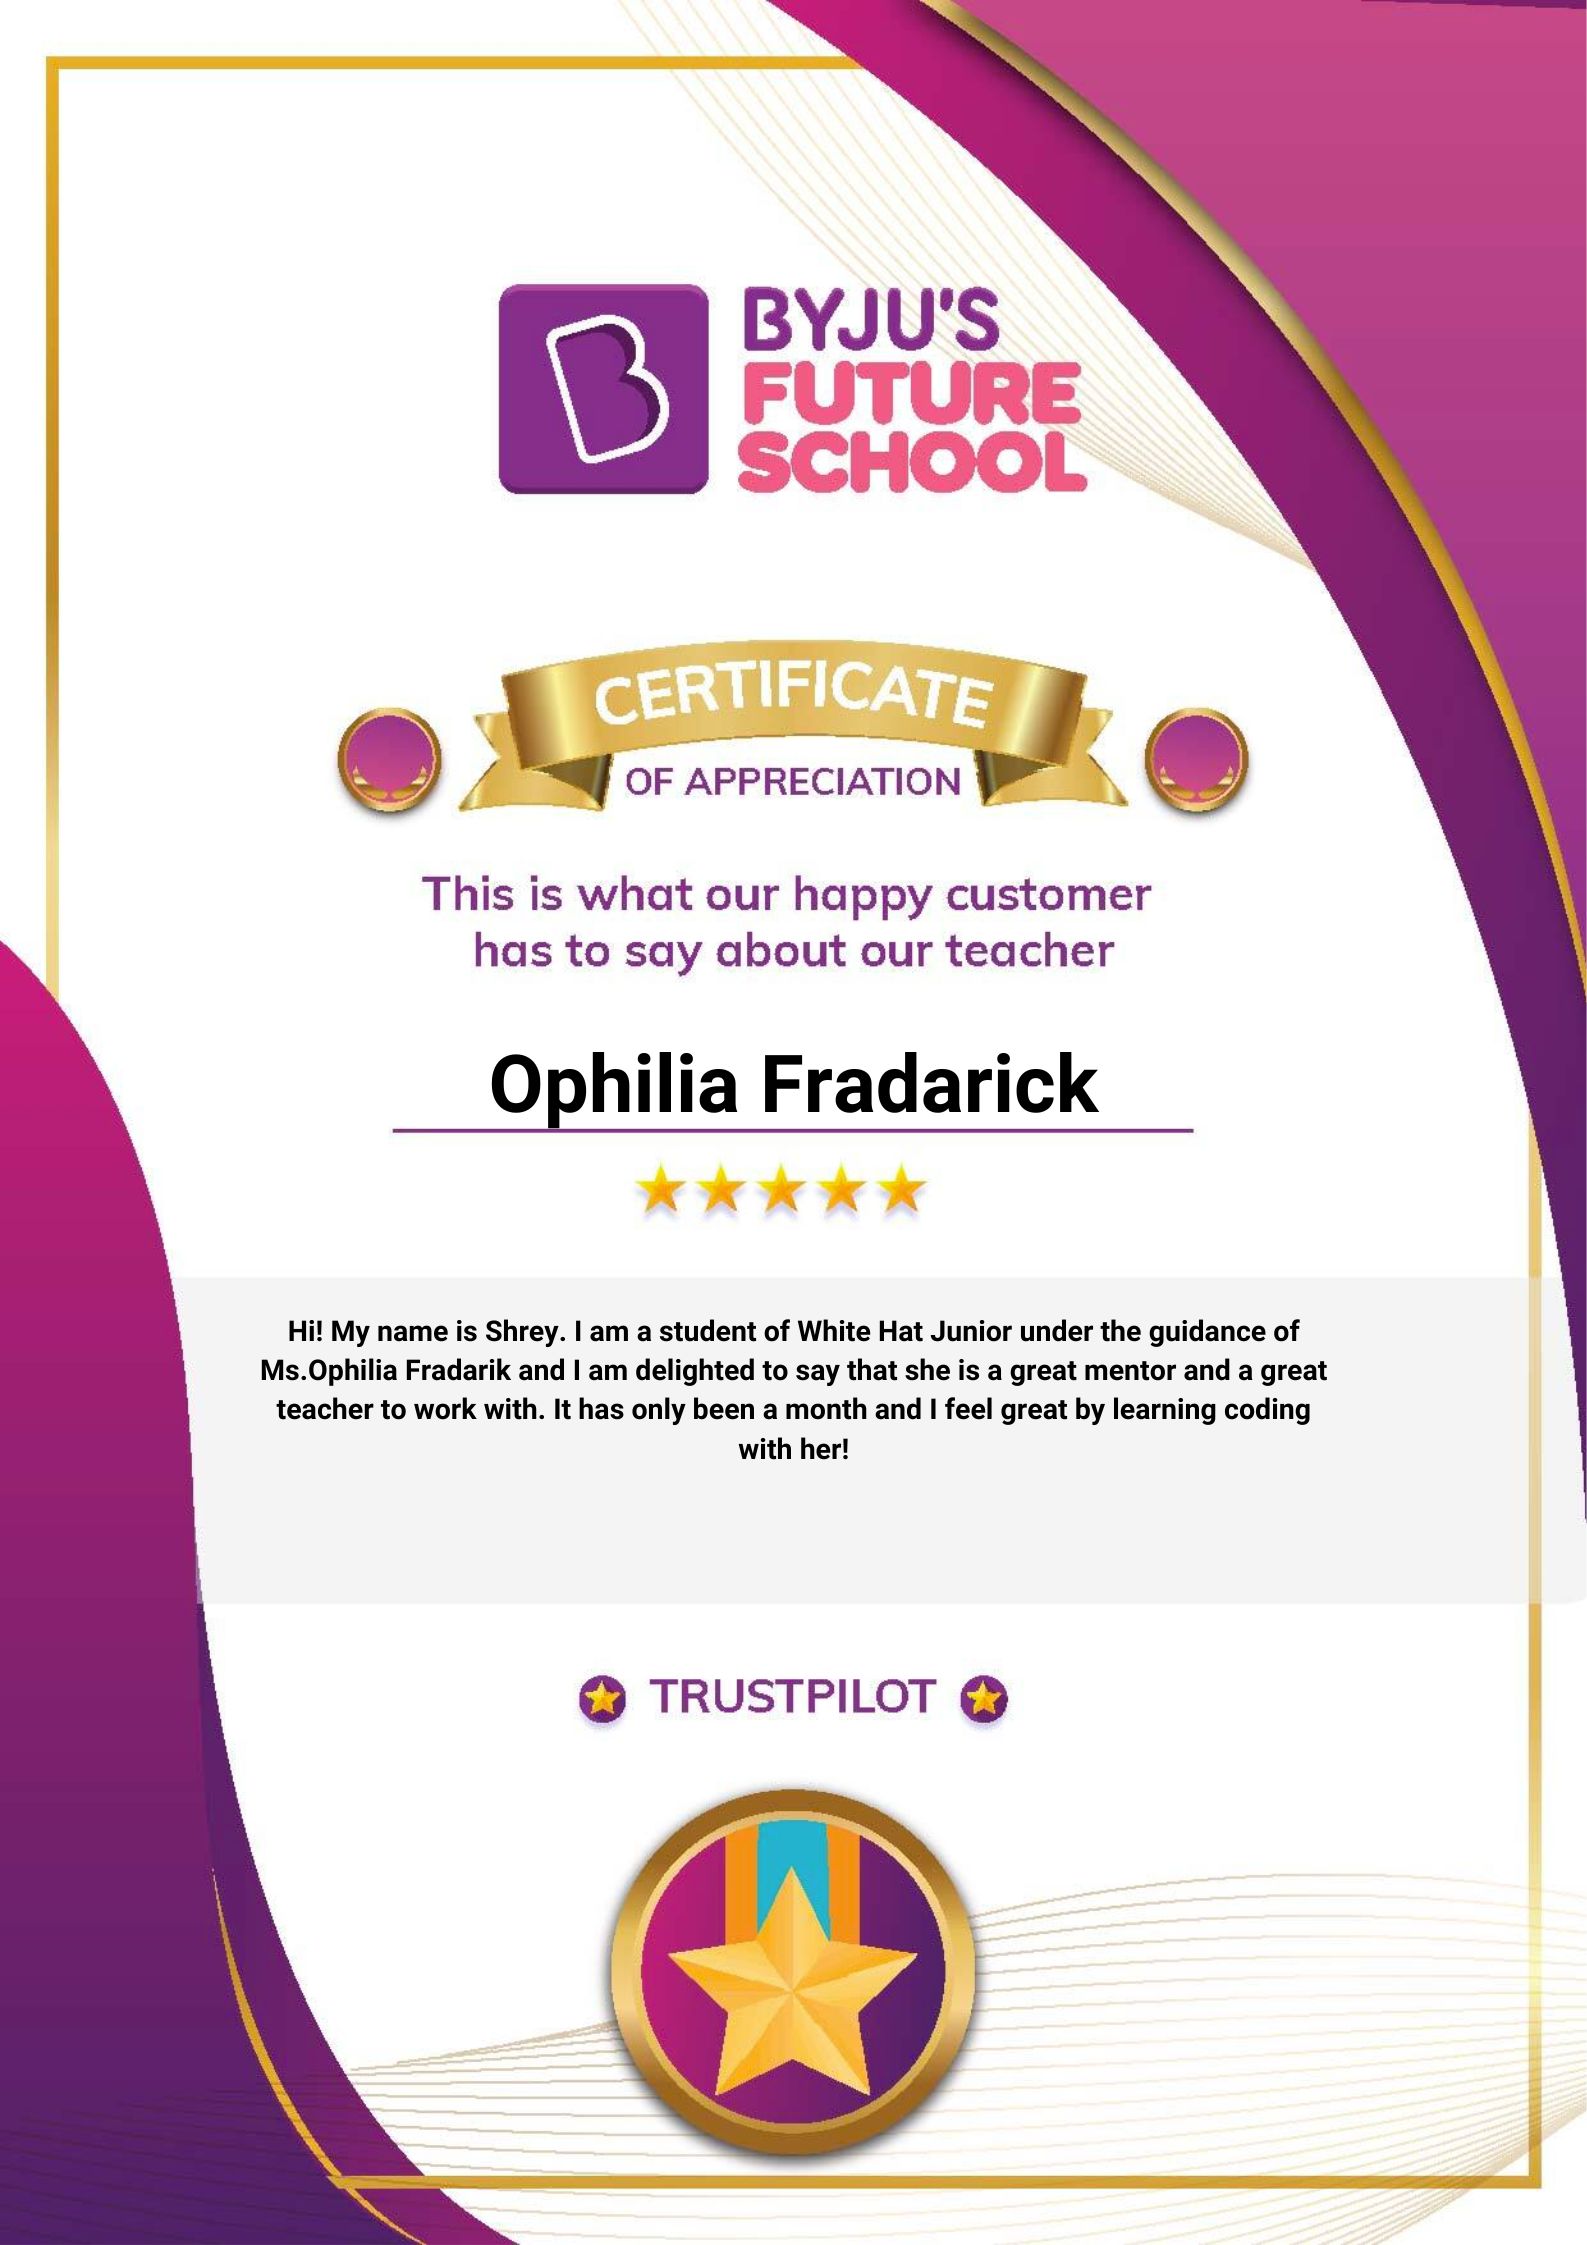 BYJU'S
FUTURE
SCHOOL
CERTIFICATE
OF APPRECIATION
This is what our happy customer
has to say about our teacher
Ophilia Fradarick
Hi! My name is Shrey. I am a student of White Hat Junior under the guidance of
Ms.Ophilia Fradarik and I am delighted to say that she is a great mentor and a great
teacher to work with. It has only been a month and I feel great by learning coding
with her!
TRUSTPILOT